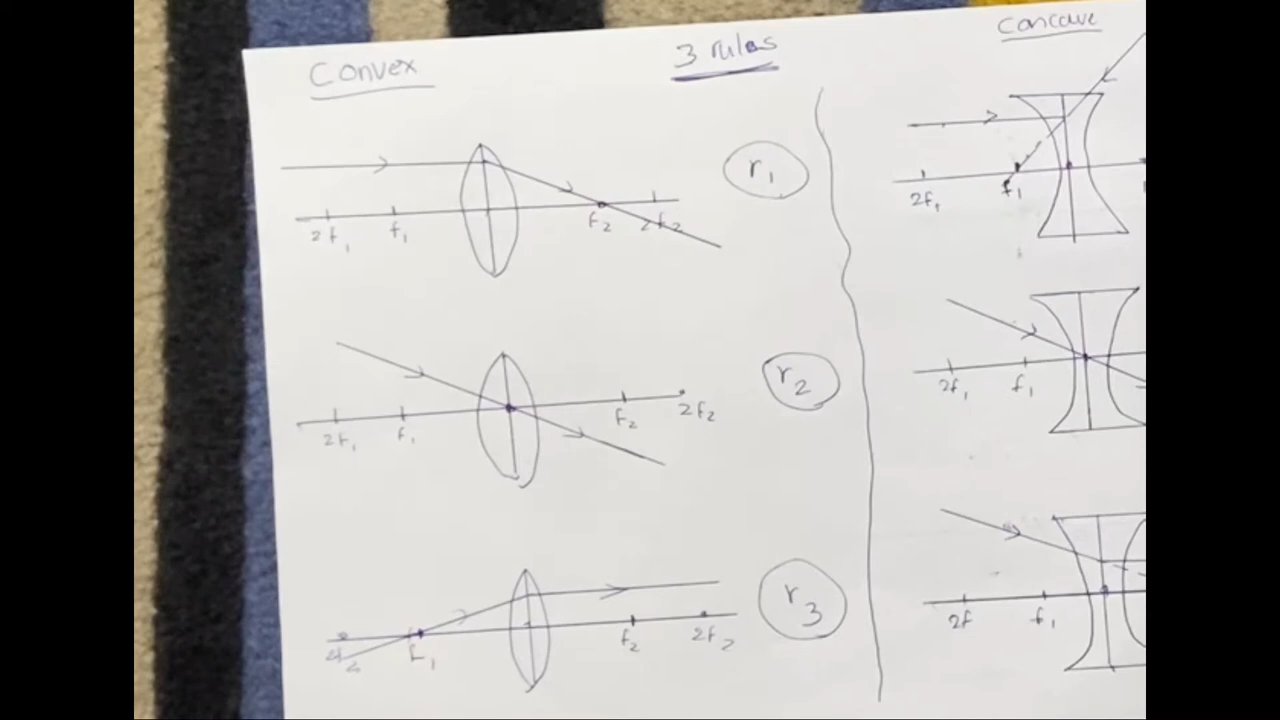 Convex
3 rules
Concave
2f1 f1 f2 2f2
r1
2f1 f1
2f1 f1 f2 2f2
r2
2f1 f1
f1 f2 2f2
r3
2f f1